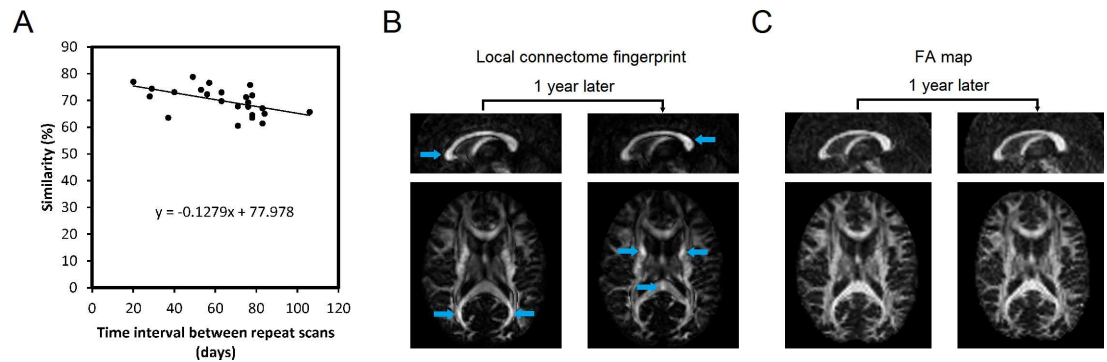 A
90
80
70
60
50
40
30
20
10
0
Similarity (%)
y = -0.1279x + 77.978
0 20 40 60 80 100 120
Time interval between repeat scans
(days)
B
Local connectome fingerprint
1 year later
C
FA map
1 year later